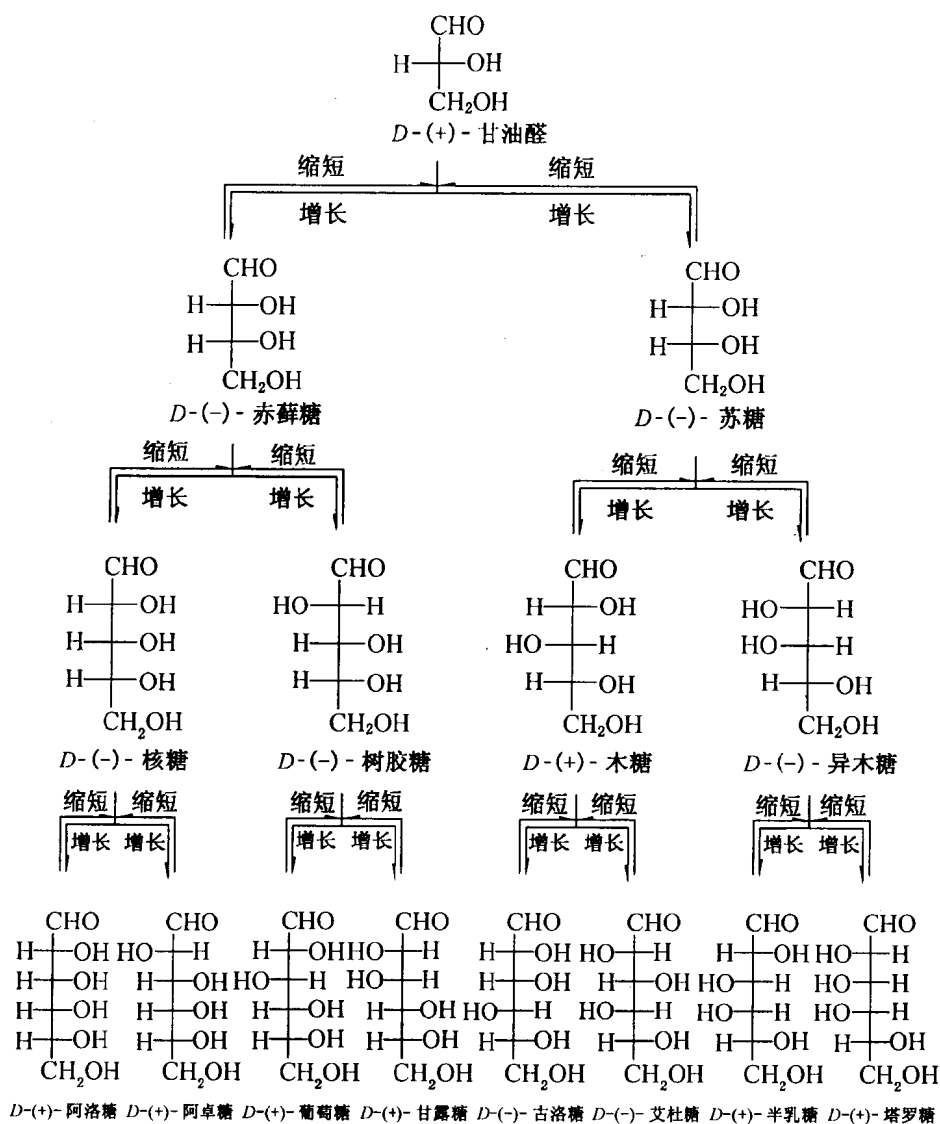 CHO
H OH
CH₂OH
D-(+)-甘油醛
缩短 缩短
增长 增长
CHO CHO
H OH H OH
H OH H OH
CH₂OH CH₂OH
D-(−)-赤藓糖 D-(−)-苏糖
缩短 缩短 缩短 缩短
增长 增长 增长 增长
CHO CHO CHO CHO
H OH HO H H OH HO H
H OH H OH HO H HO H
H OH H OH H OH H OH
CH₂OH CH₂OH CH₂OH CH₂OH
D-(−)-核糖 D-(−)-树胶糖 D-(+)-木糖 D-(−)-异木糖
缩短 缩短 缩短 缩短 缩短 缩短 缩短 缩短
增长 增长 增长 增长 增长 增长 增长 增长
CHO CHO CHO CHO CHO CHO CHO CHO
H OH HO H H OH HO H H OH HO H H OH HO H
H OH H OH HO H HO H H OH H OH HO H HO H
H OH H OH H OH H OH HO H HO H HO H HO H
H OH H OH H OH H OH H OH H OH H OH H OH
CH₂OH CH₂OH CH₂OH CH₂OH CH₂OH CH₂OH CH₂OH CH₂OH
D-(+)-阿洛糖 D-(+)-阿卓糖 D-(+)-葡萄糖 D-(+)-甘露糖 D-(−)-古洛糖 D-(−)-艾杜糖 D-(+)-半乳糖 D-(+)-塔罗糖